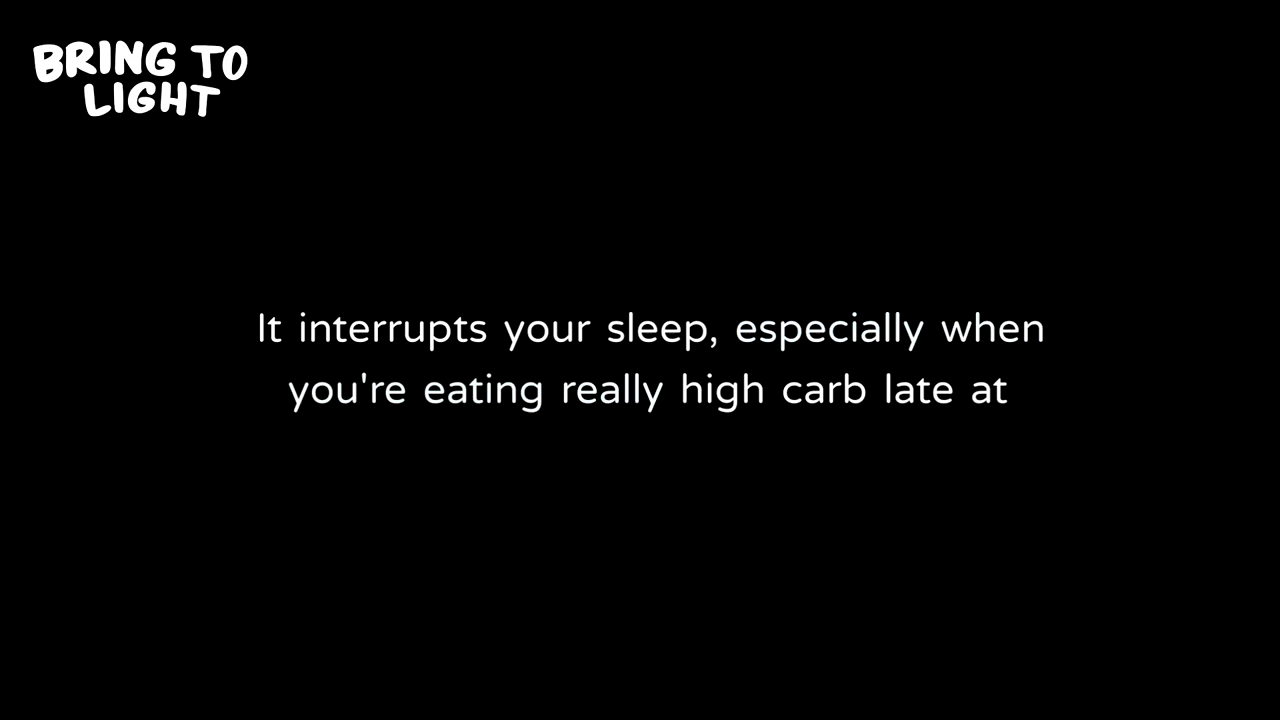 BRING TO
LIGHT
It interrupts your sleep, especially when
you're eating really high carb late at